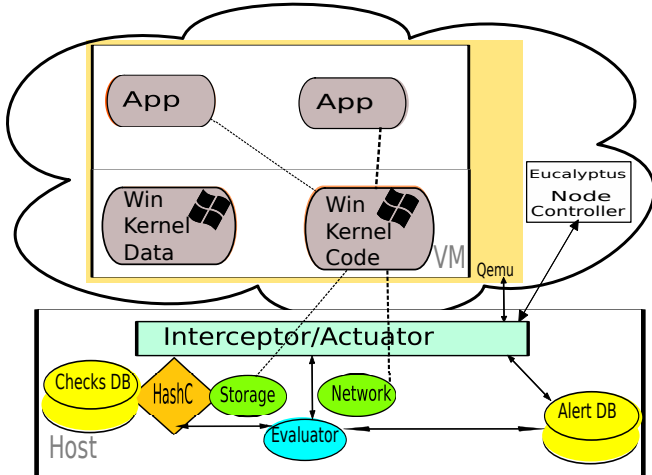 App
App
Eucalyptus
Node
Controller
Win
Kernel
Data
Win
Kernel
Code
VM
Qemu
Interceptor/Actuator
Checks DB
HashC
Storage
Network
Alert DB
Evaluator
Host